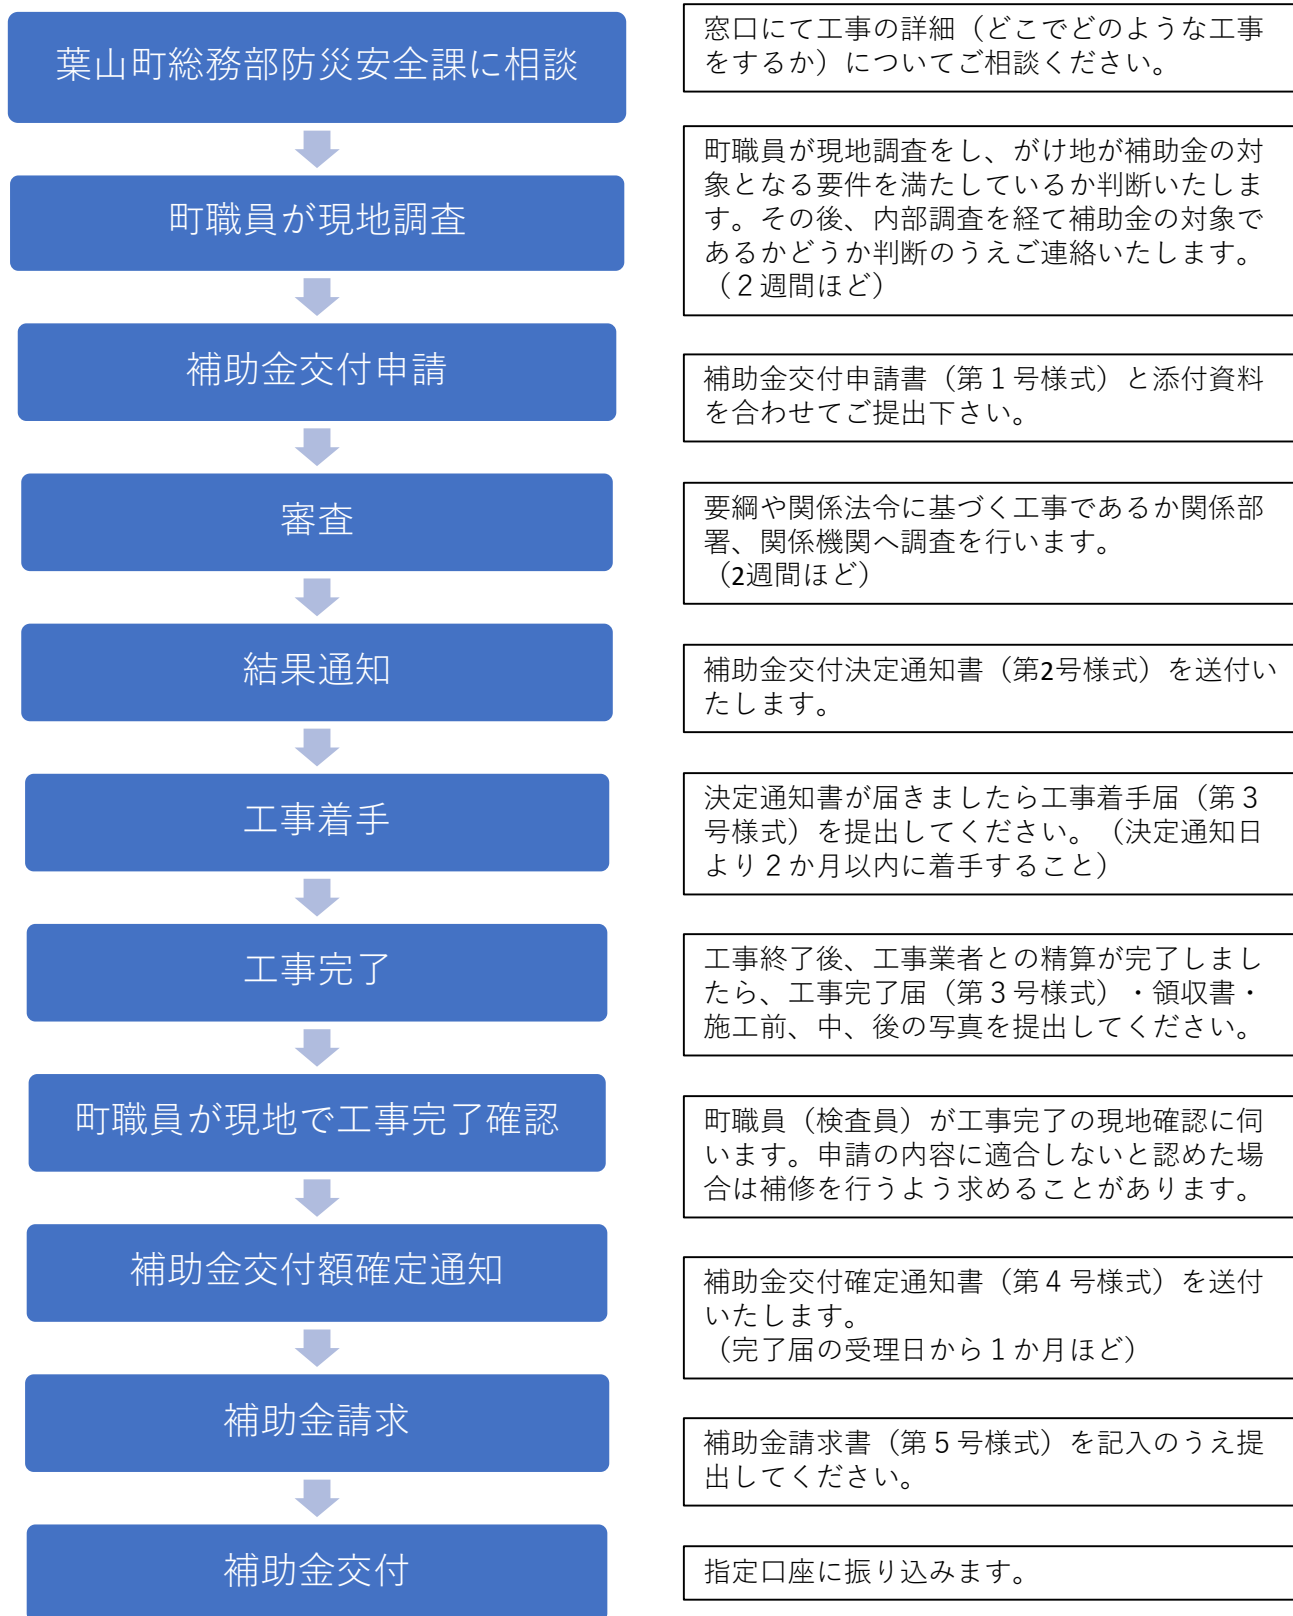 葉山町総務部防災安全課に相談
窓口にて工事の詳細（どこでどのような工事
をするか）についてご相談ください。
町職員が現地調査
町職員が現地調査をし、がけ地が補助金の対
象となる要件を満たしているか判断いたしま
す。その後、内部調査を経て補助金の対象で
あるかどうか判断のうえご連絡いたします。
（２週間ほど）
補助金交付申請
補助金交付申請書（第１号様式）と添付資料
を合わせてご提出下さい。
審査
要綱や関係法令に基づく工事であるか関係部
署、関係機関へ調査を行います。
（2週間ほど）
結果通知
補助金交付決定通知書（第2号様式）を送付い
たします。
工事着手
決定通知書が届きましたら工事着手届（第３
号様式）を提出してください。（決定通知日
より２か月以内に着手すること）
工事完了
工事終了後、工事業者との精算が完了しまし
たら、工事完了届（第３号様式）・領収書・
施工前、中、後の写真を提出してください。
町職員が現地で工事完了確認
町職員（検査員）が工事完了の現地確認に伺
います。申請の内容に適合しないと認めた場
合は補修を行うよう求めることがあります。
補助金交付額確定通知
補助金交付確定通知書（第４号様式）を送付
いたします。
（完了届の受理日から１か月ほど）
補助金請求
補助金請求書（第５号様式）を記入のうえ提
出してください。
補助金交付
指定口座に振り込みます。